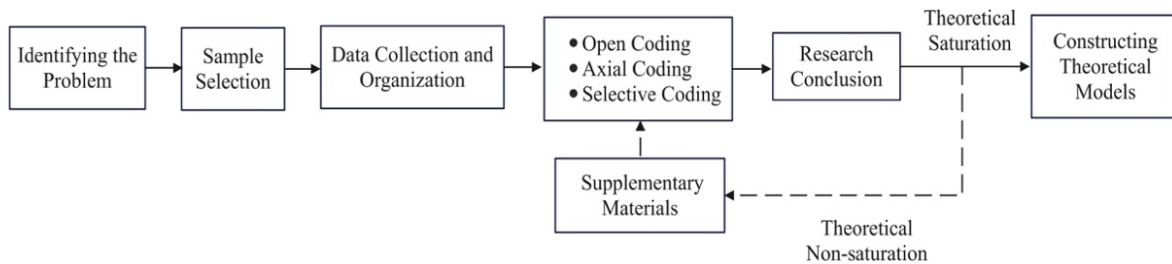 Identifying the
Problem
Sample
Selection
Data Collection and
Organization
● Open Coding
● Axial Coding
● Selective Coding
Research
Conclusion
Theoretical
Saturation
Constructing
Theoretical
Models
Supplementary
Materials
Theoretical
Non-saturation